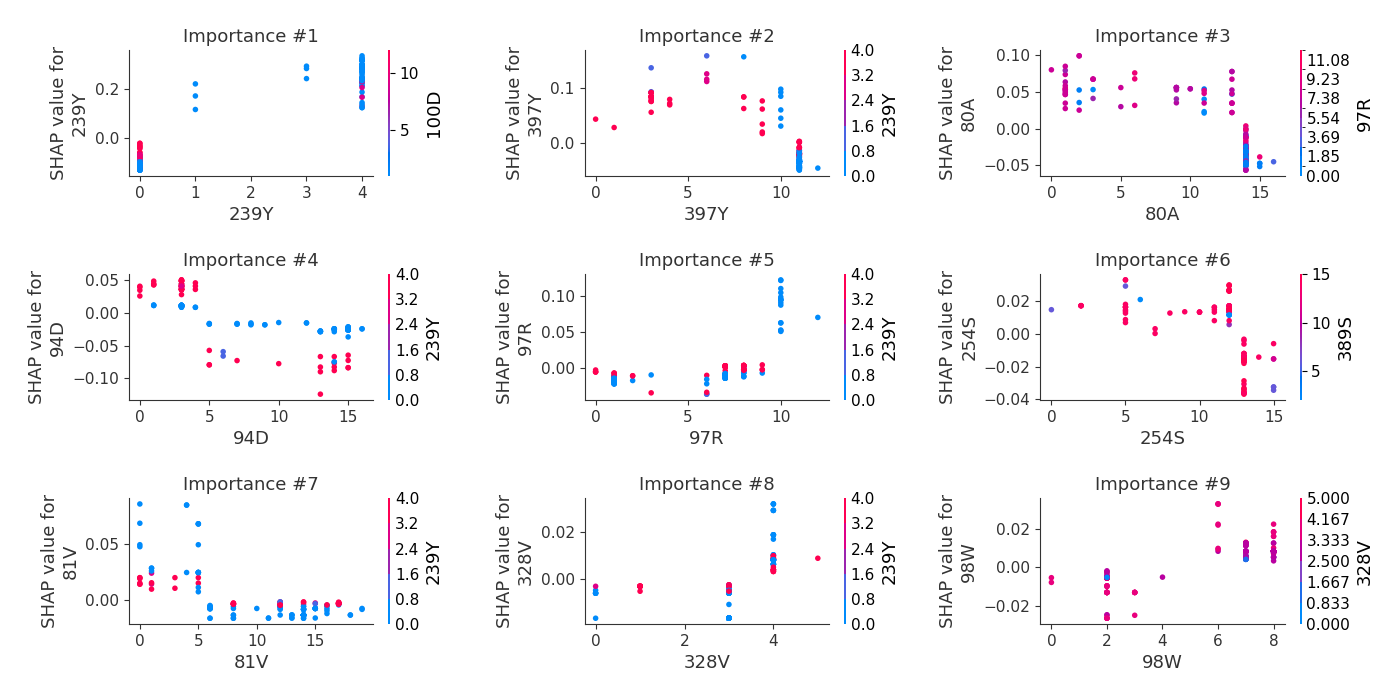 Importance #1
SHAP value for
239Y
0.2
0.0
0
1
3
4
239Y
10
5
100D
Importance #2
SHAP value for
397Y
0.1
0.0
0
5
10
397Y
4.0
3.2
2.4
1.6
0.8
0.0
239Y
Importance #3
SHAP value for
80A
0.10
0.05
0.00
−0.05
0
5
10
15
80A
11.08
9.23
7.38
5.54
3.69
1.85
0.00
97R
Importance #4
SHAP value for
94D
0.05
0.00
−0.05
−0.10
0
5
10
15
94D
4.0
3.2
2.4
1.6
0.8
0.0
239Y
Importance #5
SHAP value for
97R
0.10
0.05
0.00
0
5
10
97R
4.0
3.2
2.4
1.6
0.8
0.0
239Y
Importance #6
SHAP value for
254S
0.02
0.00
−0.02
−0.04
0
5
10
15
254S
15
10
5
389S
Importance #7
SHAP value for
81V
0.05
0.00
0
5
10
15
81V
4.0
3.2
2.4
1.6
0.8
0.0
239Y
Importance #8
SHAP value for
328V
0.02
0.00
0
2
4
328V
4.0
3.2
2.4
1.6
0.8
0.0
239Y
Importance #9
SHAP value for
98W
0.02
0.00
−0.02
0
2
4
6
8
98W
5.000
4.167
3.333
2.500
1.667
0.833
0.000
328V